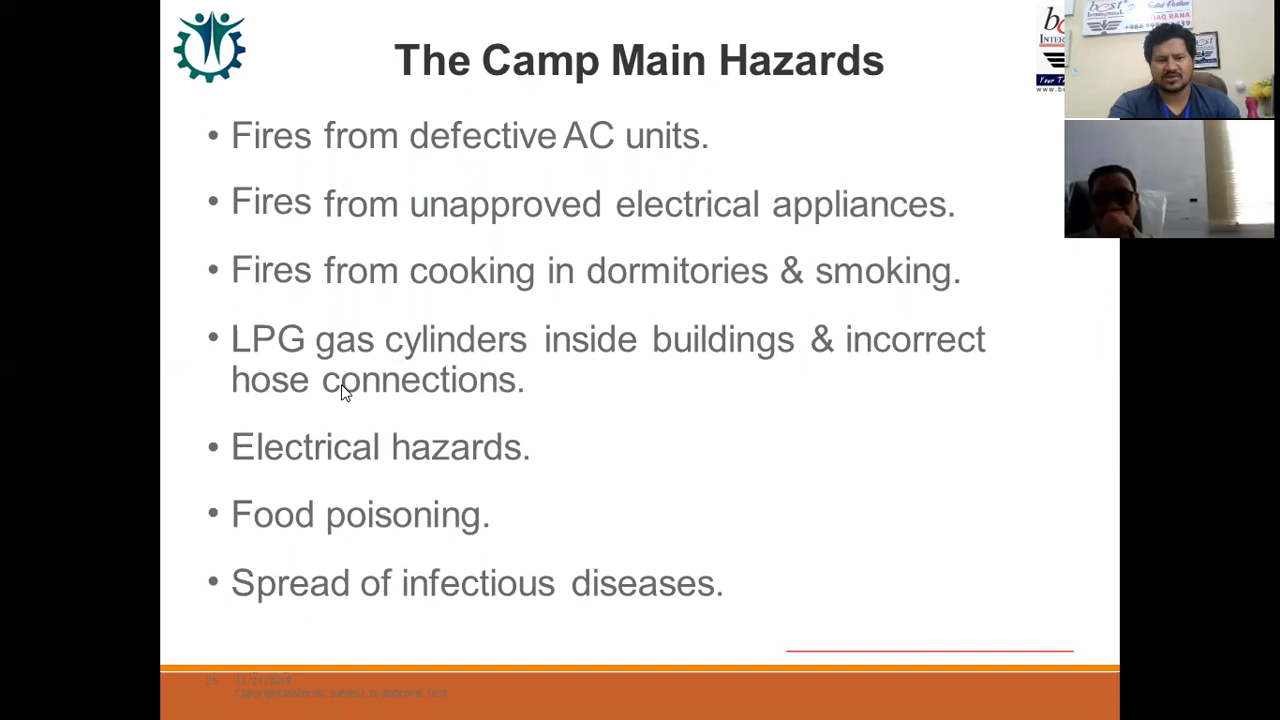 The Camp Main Hazards
• Fires from defective AC units.
• Fires from unapproved electrical appliances.
• Fires from cooking in dormitories & smoking.
• LPG gas cylinders inside buildings & incorrect
hose connections.
• Electrical hazards.
• Food poisoning.
• Spread of infectious diseases.